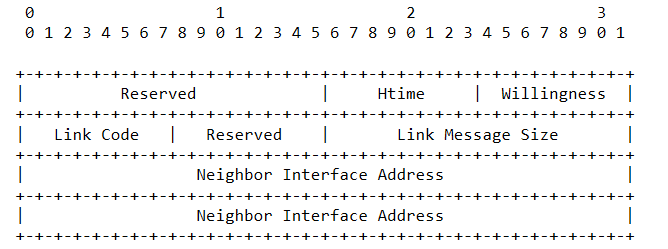 0                   1                   2                   3
 0 1 2 3 4 5 6 7 8 9 0 1 2 3 4 5 6 7 8 9 0 1 2 3 4 5 6 7 8 9 0 1
+-+-+-+-+-+-+-+-+-+-+-+-+-+-+-+-+-+-+-+-+-+-+-+-+-+-+-+-+-+-+-+-+
|          Reserved             |     Htime     |  Willingness  |
+-+-+-+-+-+-+-+-+-+-+-+-+-+-+-+-+-+-+-+-+-+-+-+-+-+-+-+-+-+-+-+-+
|   Link Code   |   Reserved    |       Link Message Size       |
+-+-+-+-+-+-+-+-+-+-+-+-+-+-+-+-+-+-+-+-+-+-+-+-+-+-+-+-+-+-+-+-+
|                  Neighbor Interface Address                   |
+-+-+-+-+-+-+-+-+-+-+-+-+-+-+-+-+-+-+-+-+-+-+-+-+-+-+-+-+-+-+-+-+
|                  Neighbor Interface Address                   |
+-+-+-+-+-+-+-+-+-+-+-+-+-+-+-+-+-+-+-+-+-+-+-+-+-+-+-+-+-+-+-+-+